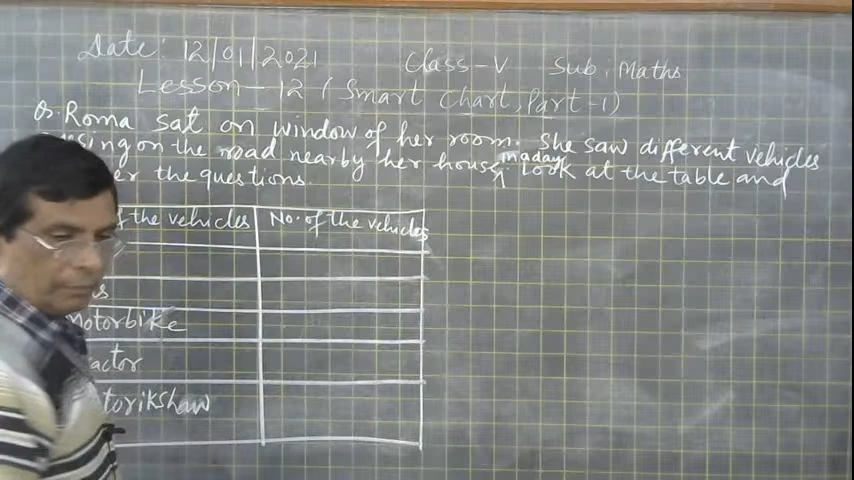 Date: 12/01/2021 Class-V Sub: Maths
Lesson - 12 (Smart Chart, Part-1)
Q. Roma sat on window of her room. She saw different vehicles
on the road nearby her house in a day. Look at the table and
the questions.
of the vehicles No. of the vehicles
Motorbike